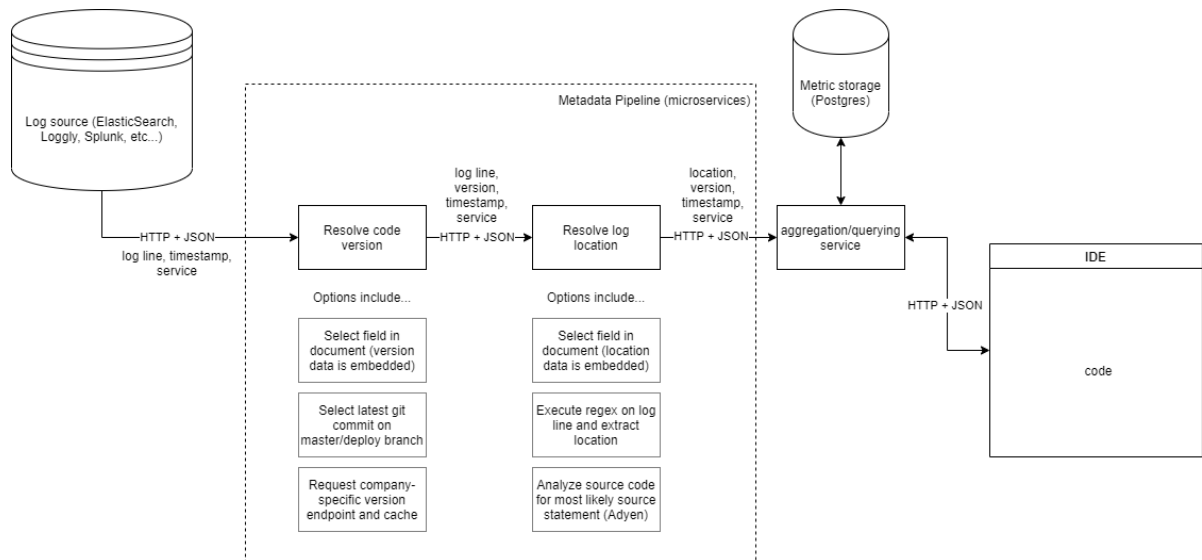 Log source (ElasticSearch,
Loggly, Splunk, etc...)
HTTP + JSON
log line, timestamp,
service
Metadata Pipeline (microservices)
Resolve code
version
Options include...
Select field in
document (version
data is embedded)
Select latest git
commit on
master/deploy branch
Request company-
specific version
endpoint and cache
log line,
version,
timestamp,
service
HTTP + JSON
Resolve log
location
Options include...
Select field in
document (location
data is embedded)
Execute regex on log
line and extract
location
Analyze source code
for most likely source
statement (Adyen)
location,
version,
timestamp,
service
HTTP + JSON
Metric storage
(Postgres)
aggregation/querying
service
HTTP + JSON
IDE
code